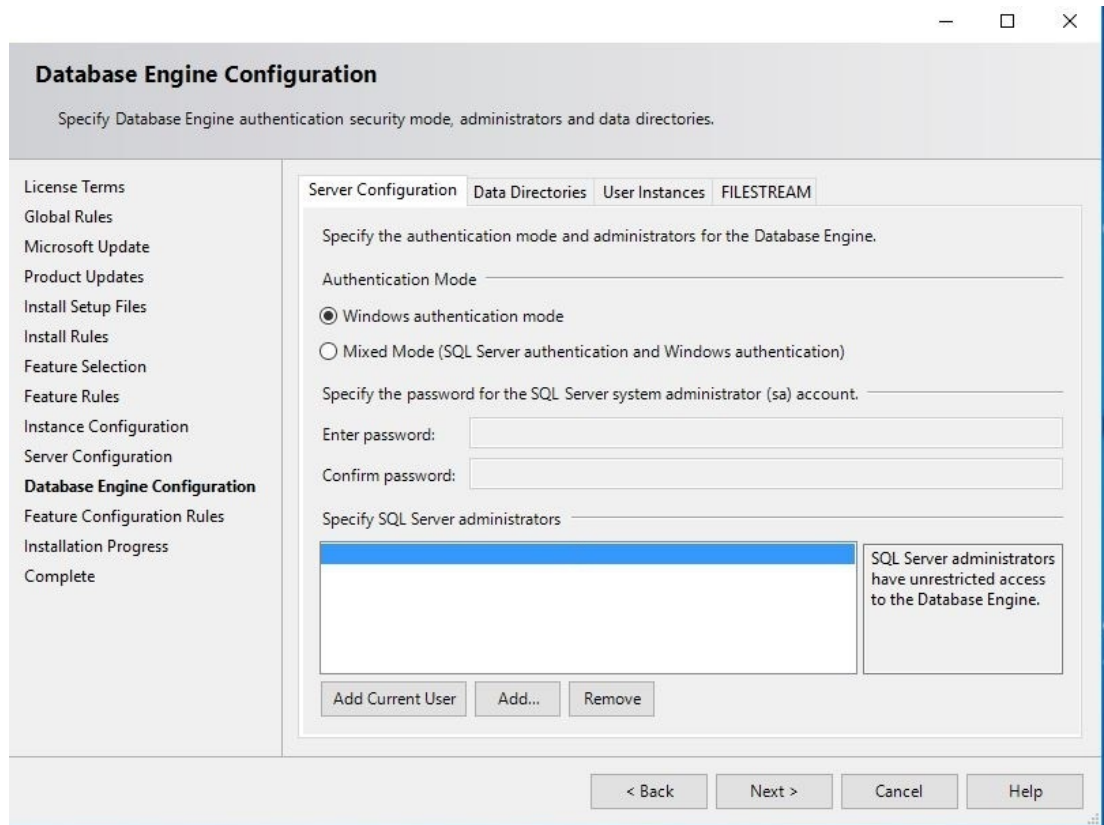 Database Engine Configuration
Specify Database Engine authentication security mode, administrators and data directories.
License Terms
Global Rules
Microsoft Update
Product Updates
Install Setup Files
Install Rules
Feature Selection
Feature Rules
Instance Configuration
Server Configuration
Database Engine Configuration
Feature Configuration Rules
Installation Progress
Complete
Server Configuration Data Directories User Instances FILESTREAM
Specify the authentication mode and administrators for the Database Engine.
Authentication Mode
Windows authentication mode
Mixed Mode (SQL Server authentication and Windows authentication)
Specify the password for the SQL Server system administrator (sa) account.
Enter password:
Confirm password:
Specify SQL Server administrators
SQL Server administrators
have unrestricted access
to the Database Engine.
Add Current User Add... Remove
< Back Next > Cancel Help